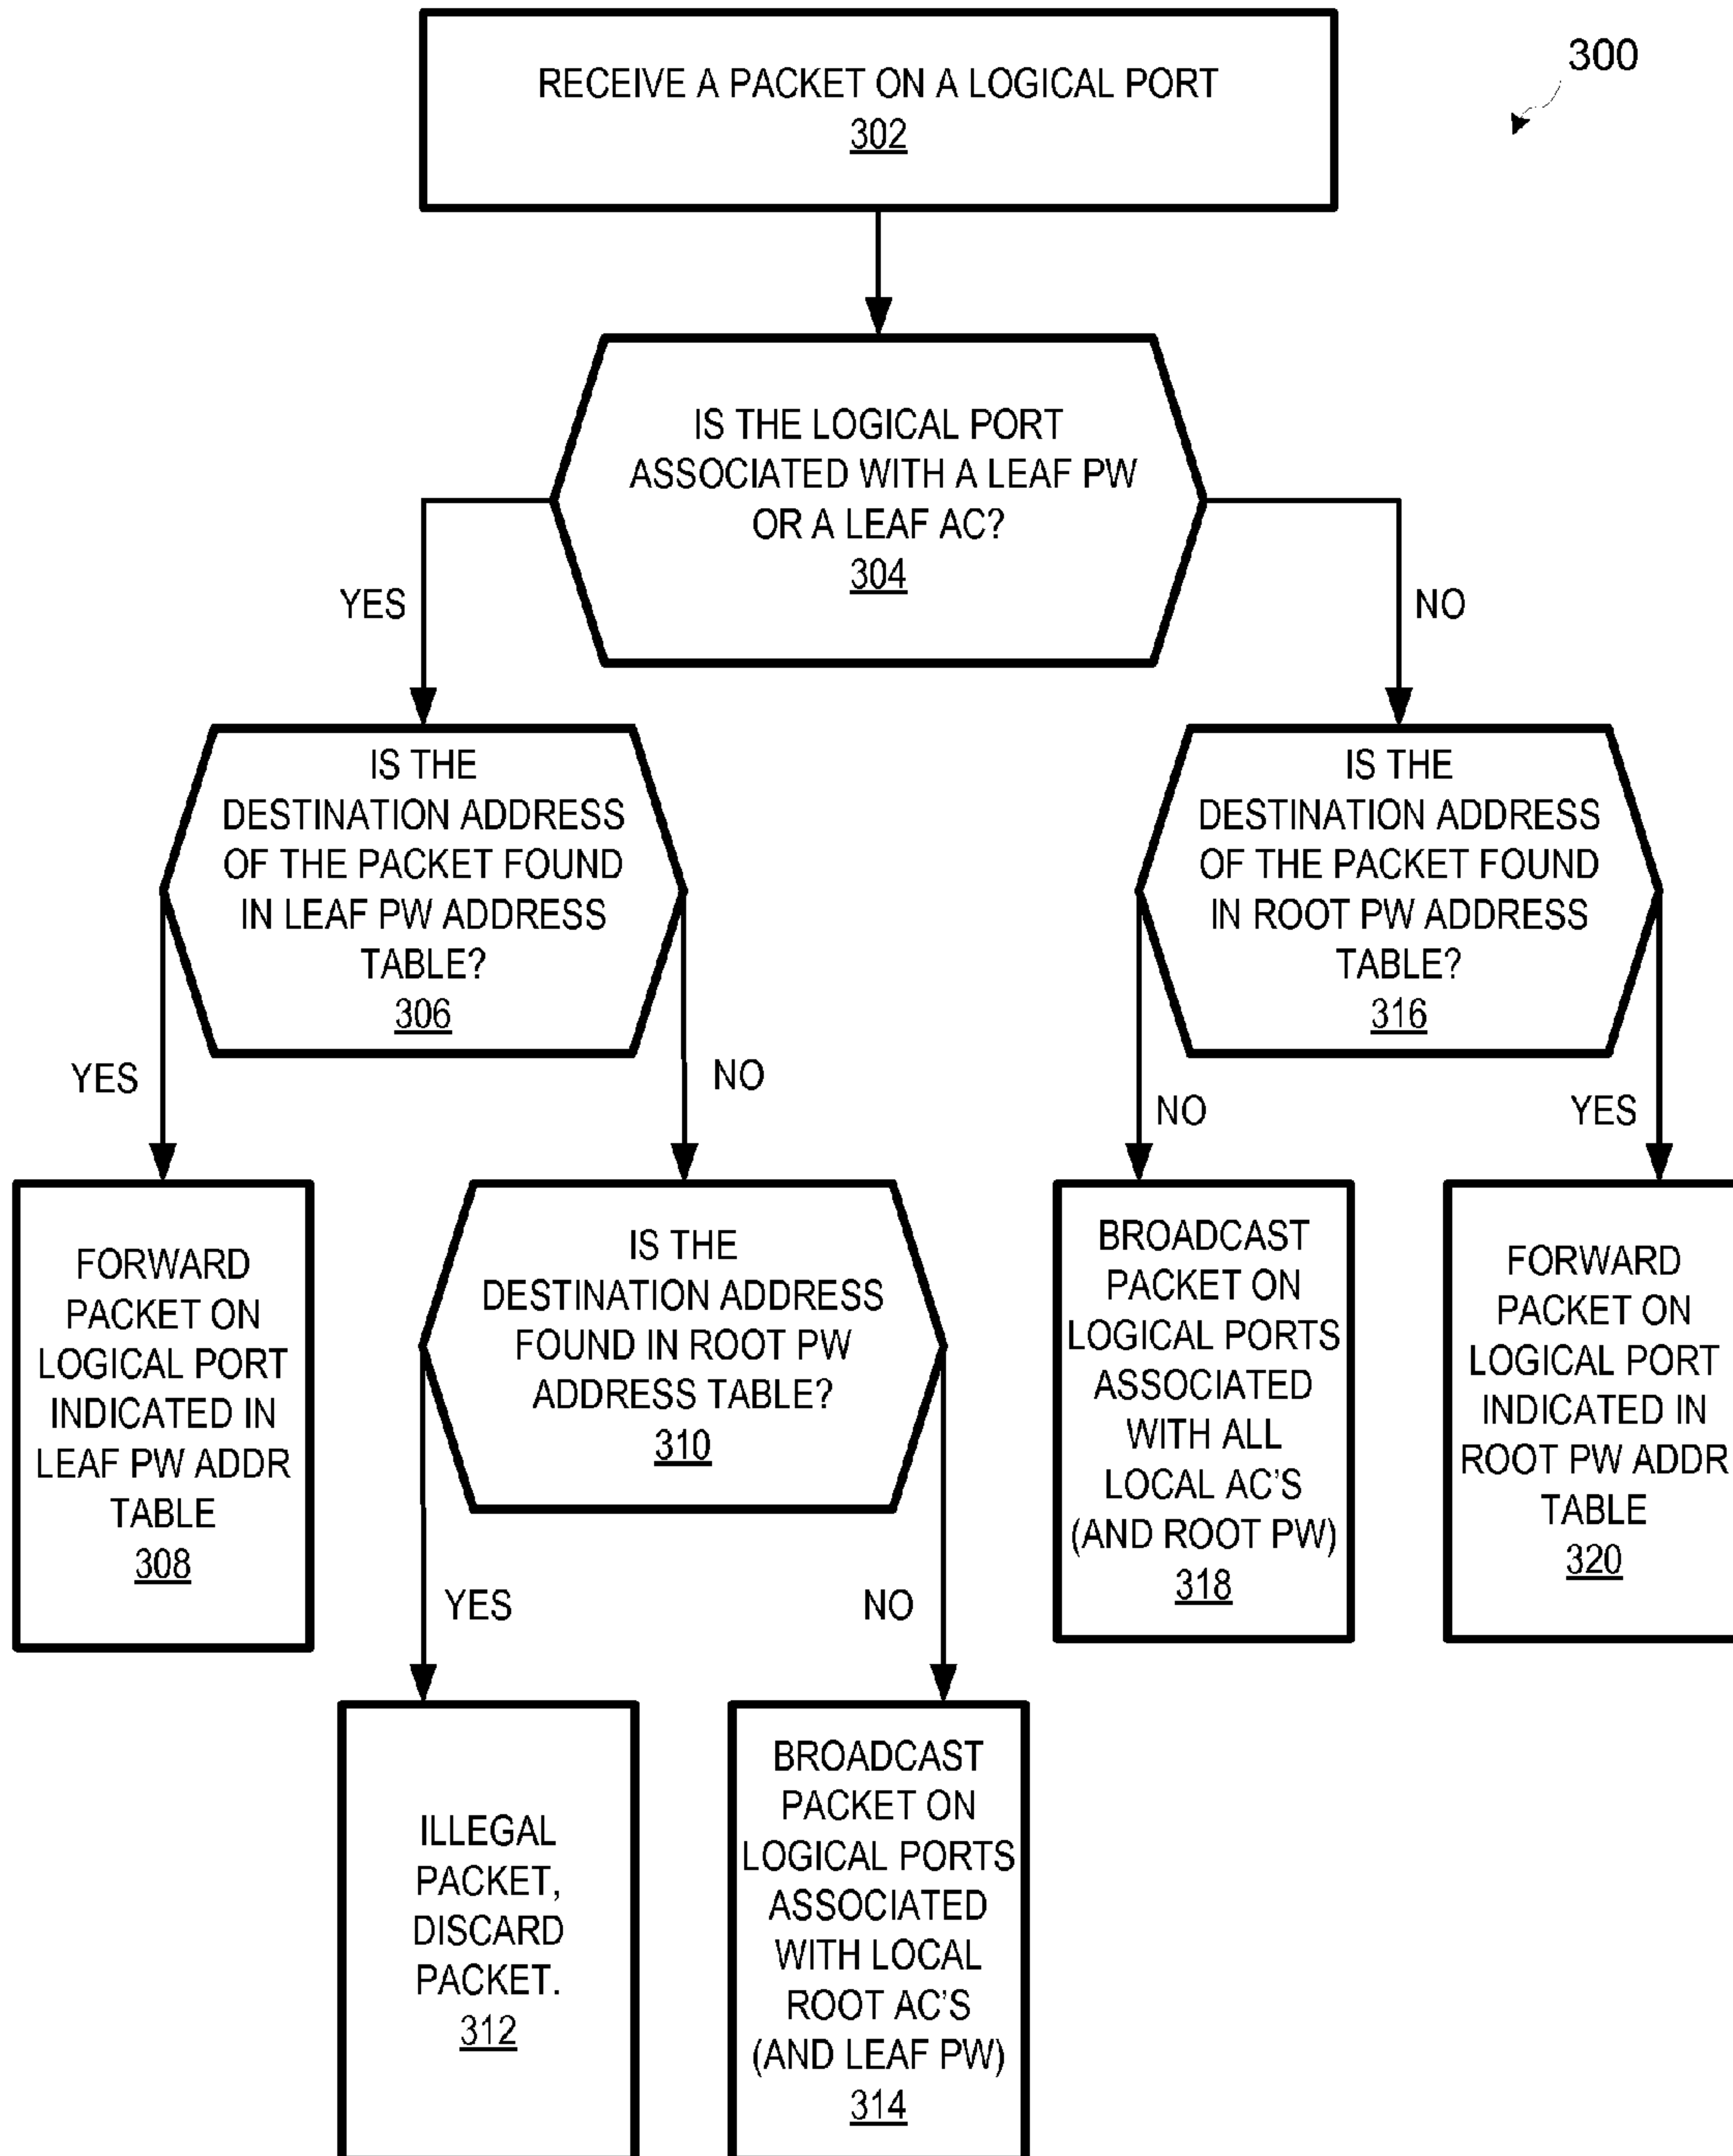 RECEIVE A PACKET ON A LOGICAL PORT
302
300
IS THE LOGICAL PORT
ASSOCIATED WITH A LEAF PW
OR A LEAF AC?
304
YES
NO
IS THE
DESTINATION ADDRESS
OF THE PACKET FOUND
IN LEAF PW ADDRESS
TABLE?
306
IS THE
DESTINATION ADDRESS
OF THE PACKET FOUND
IN ROOT PW ADDRESS
TABLE?
316
YES
NO
NO
YES
FORWARD
PACKET ON
LOGICAL PORT
INDICATED IN
LEAF PW ADDR
TABLE
308
IS THE
DESTINATION ADDRESS
FOUND IN ROOT PW
ADDRESS TABLE?
310
BROADCAST
PACKET ON
LOGICAL PORTS
ASSOCIATED
WITH ALL
LOCAL AC'S
(AND ROOT PW)
318
FORWARD
PACKET ON
LOGICAL PORT
INDICATED IN
ROOT PW ADDR
TABLE
320
YES
NO
ILLEGAL
PACKET,
DISCARD
PACKET.
312
BROADCAST
PACKET ON
LOGICAL PORTS
ASSOCIATED
WITH LOCAL
ROOT AC'S
(AND LEAF PW)
314